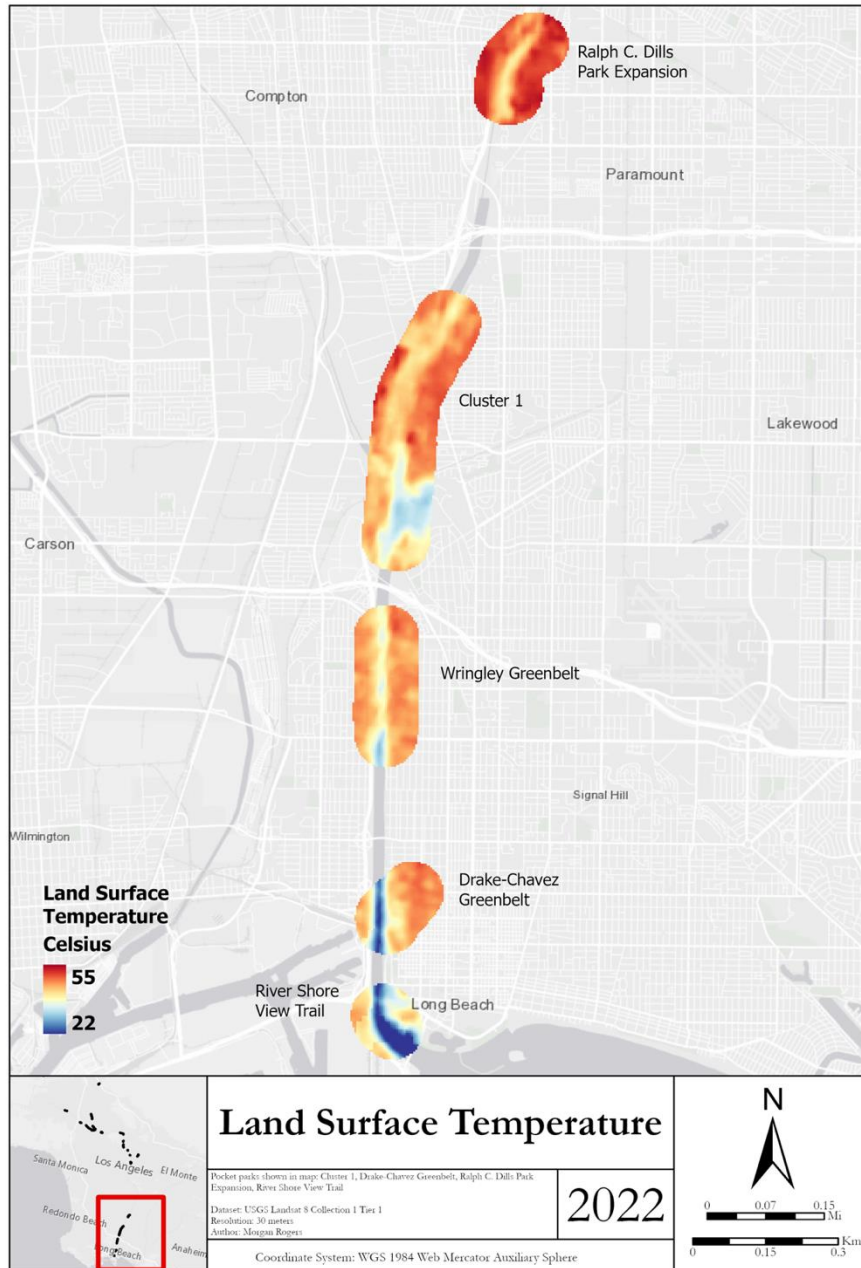 Ralph C. Dills
Park Expansion
Compton
Paramount
Cluster 1
Lakewood
Carson
Wringley Greenbelt
Signal Hill
Wilmington
Drake-Chavez
Greenbelt
Land Surface
Temperature
Celsius
55
22
River Shore
View Trail
Long Beach
Santa Monica
Los Angeles
El Monte
Redondo Beach
Long Beach
Anaheim
Land Surface Temperature
Pocket parks shown in map: Cluster 1, Drake-Chavez Greenbelt, Ralph C. Dills Park
Expansion, River Shore View Trail
Dataset: USGS Landsat 8 Collection 1 Tier 1
Resolution: 30 meters
Author: Morgan Rogers
2022
Coordinate System: WGS 1984 Web Mercator Auxiliary Sphere
N
0 0.07 0.15
Mi
Km
0 0.15 0.3